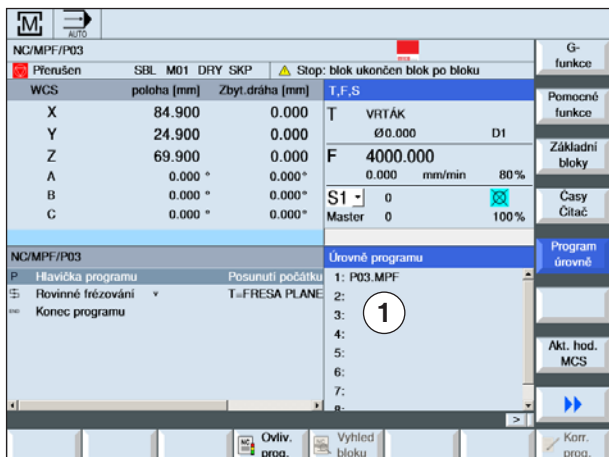 M
AUTO
NC/MPF/P03
Přerušen SBL M01 DRY SKP Stop: blok ukončen blok po bloku
WCS poloha [mm] Zbyt.dráha [mm] T,F,S
X 84.900 0.000 T VRTÁK
Y 24.900 0.000 Ø0.000 D1
Z 69.900 0.000 F 4000.000
A 0.000 ° 0.000° 0.000 mm/min 80%
B 0.000 ° 0.000° S1 0
C 0.000 ° 0.000° Master 0 100%
NC/MPF/P03 Úrovně programu
P Hlavička programu Posunutí počátku 1: P03.MPF
Rovinné frézování ▿ T=FRESA PLANE 2:
END Konec programu 3:
1
4:
5:
6:
7:
8:
>
G-
funkce
Pomocné
funkce
Základní
bloky
Časy
Čítač
Program
úrovně
Akt. hod.
MCS
NC Ovliv.
prog.
NC Vyhled
bloku
Korr.
prog.